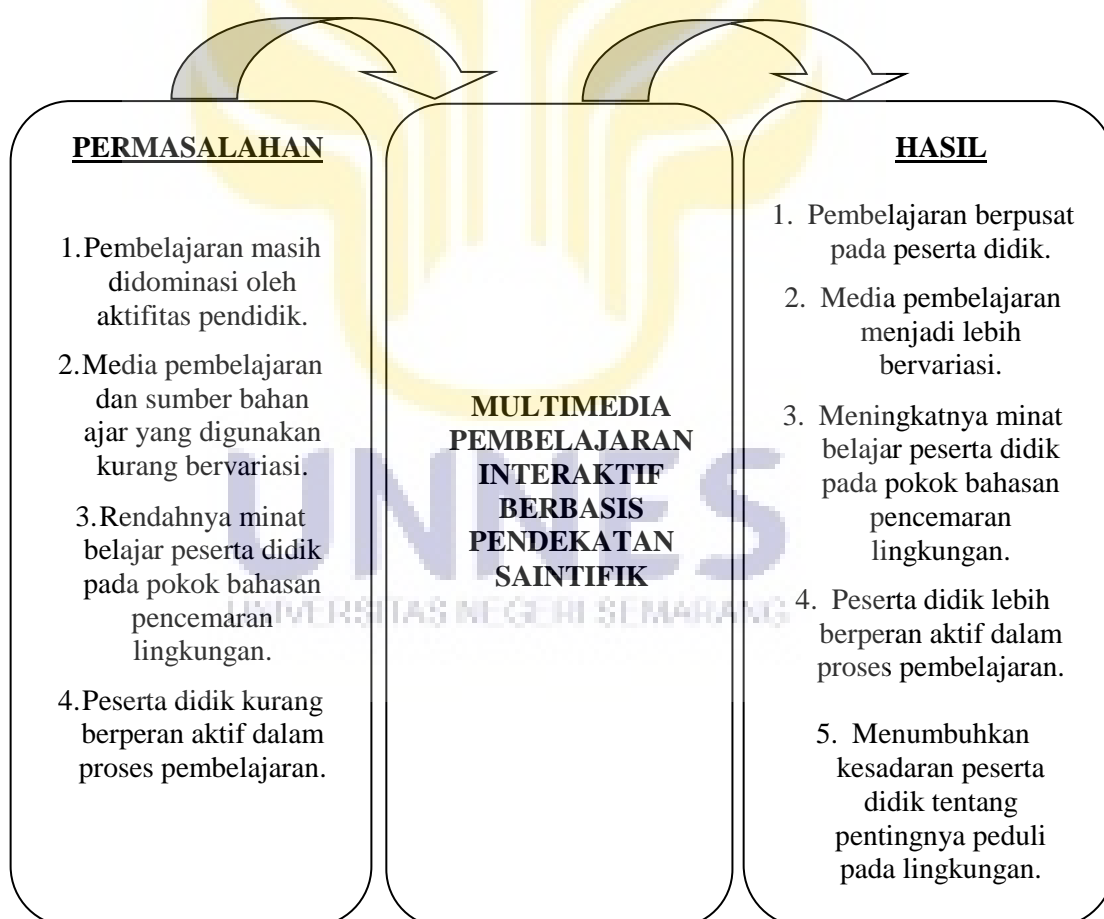 PERMASALAHAN
1.Pembelajaran masih
didominasi oleh
aktifitas pendidik.
2.Media pembelajaran
dan sumber bahan
ajar yang digunakan
kurang bervariasi.
3.Rendahnya minat
belajar peserta didik
pada pokok bahasan
pencemaran
lingkungan.
4.Peserta didik kurang
berperan aktif dalam
proses pembelajaran.
MULTIMEDIA
PEMBELAJARAN
INTERAKTIF
BERBASIS
PENDEKATAN
SAINTIFIK
HASIL
1. Pembelajaran berpusat
pada peserta didik.
2. Media pembelajaran
menjadi lebih
bervariasi.
3. Meningkatnya minat
belajar peserta didik
pada pokok bahasan
pencemaran
lingkungan.
4. Peserta didik lebih
berperan aktif dalam
proses pembelajaran.
5. Menumbuhkan
kesadaran peserta
didik tentang
pentingnya peduli
pada lingkungan.
UNNES
UNIVERSITAS NEGERI SEMARANG